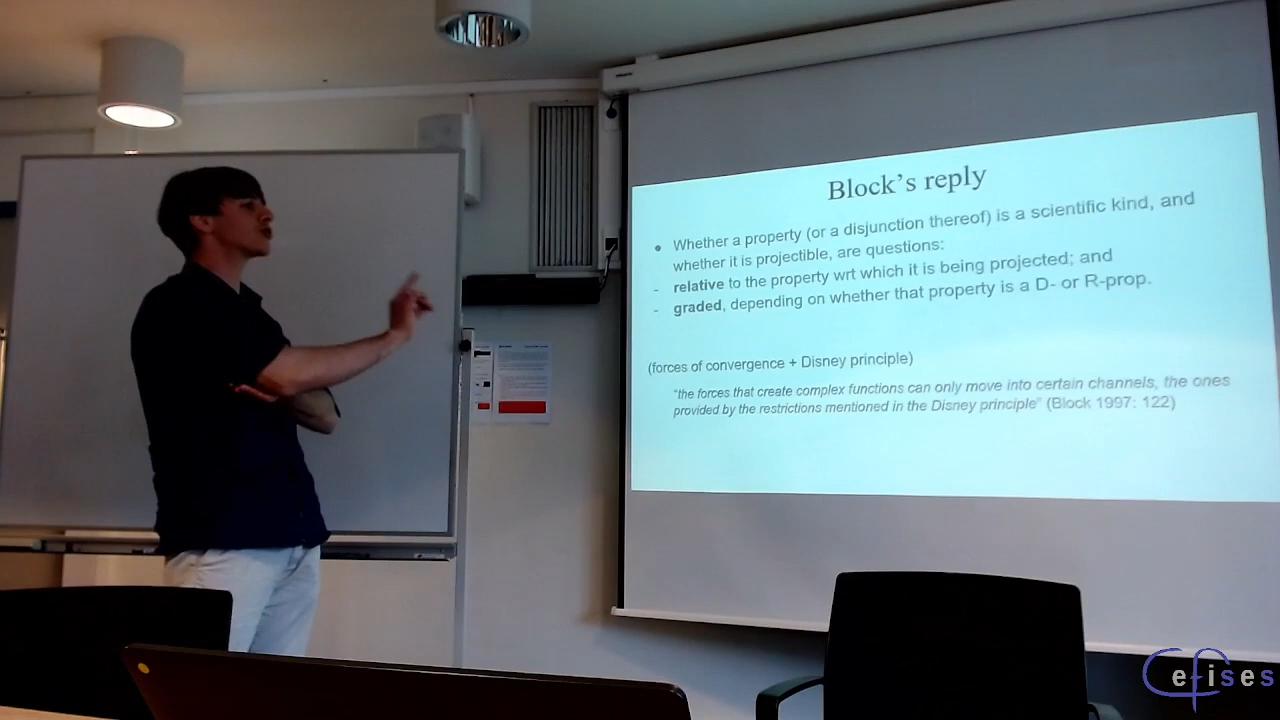 Block's reply
● Whether a property (or a disjunction thereof) is a scientific kind, and
whether it is projectible, are questions:
- relative to the property wrt which it is being projected; and
- graded, depending on whether that property is a D- or R-prop.
(forces of convergence + Disney principle)
"the forces that create complex functions can only move into certain channels, the ones
provided by the restrictions mentioned in the Disney principle" (Block 1997: 122)
Cefises